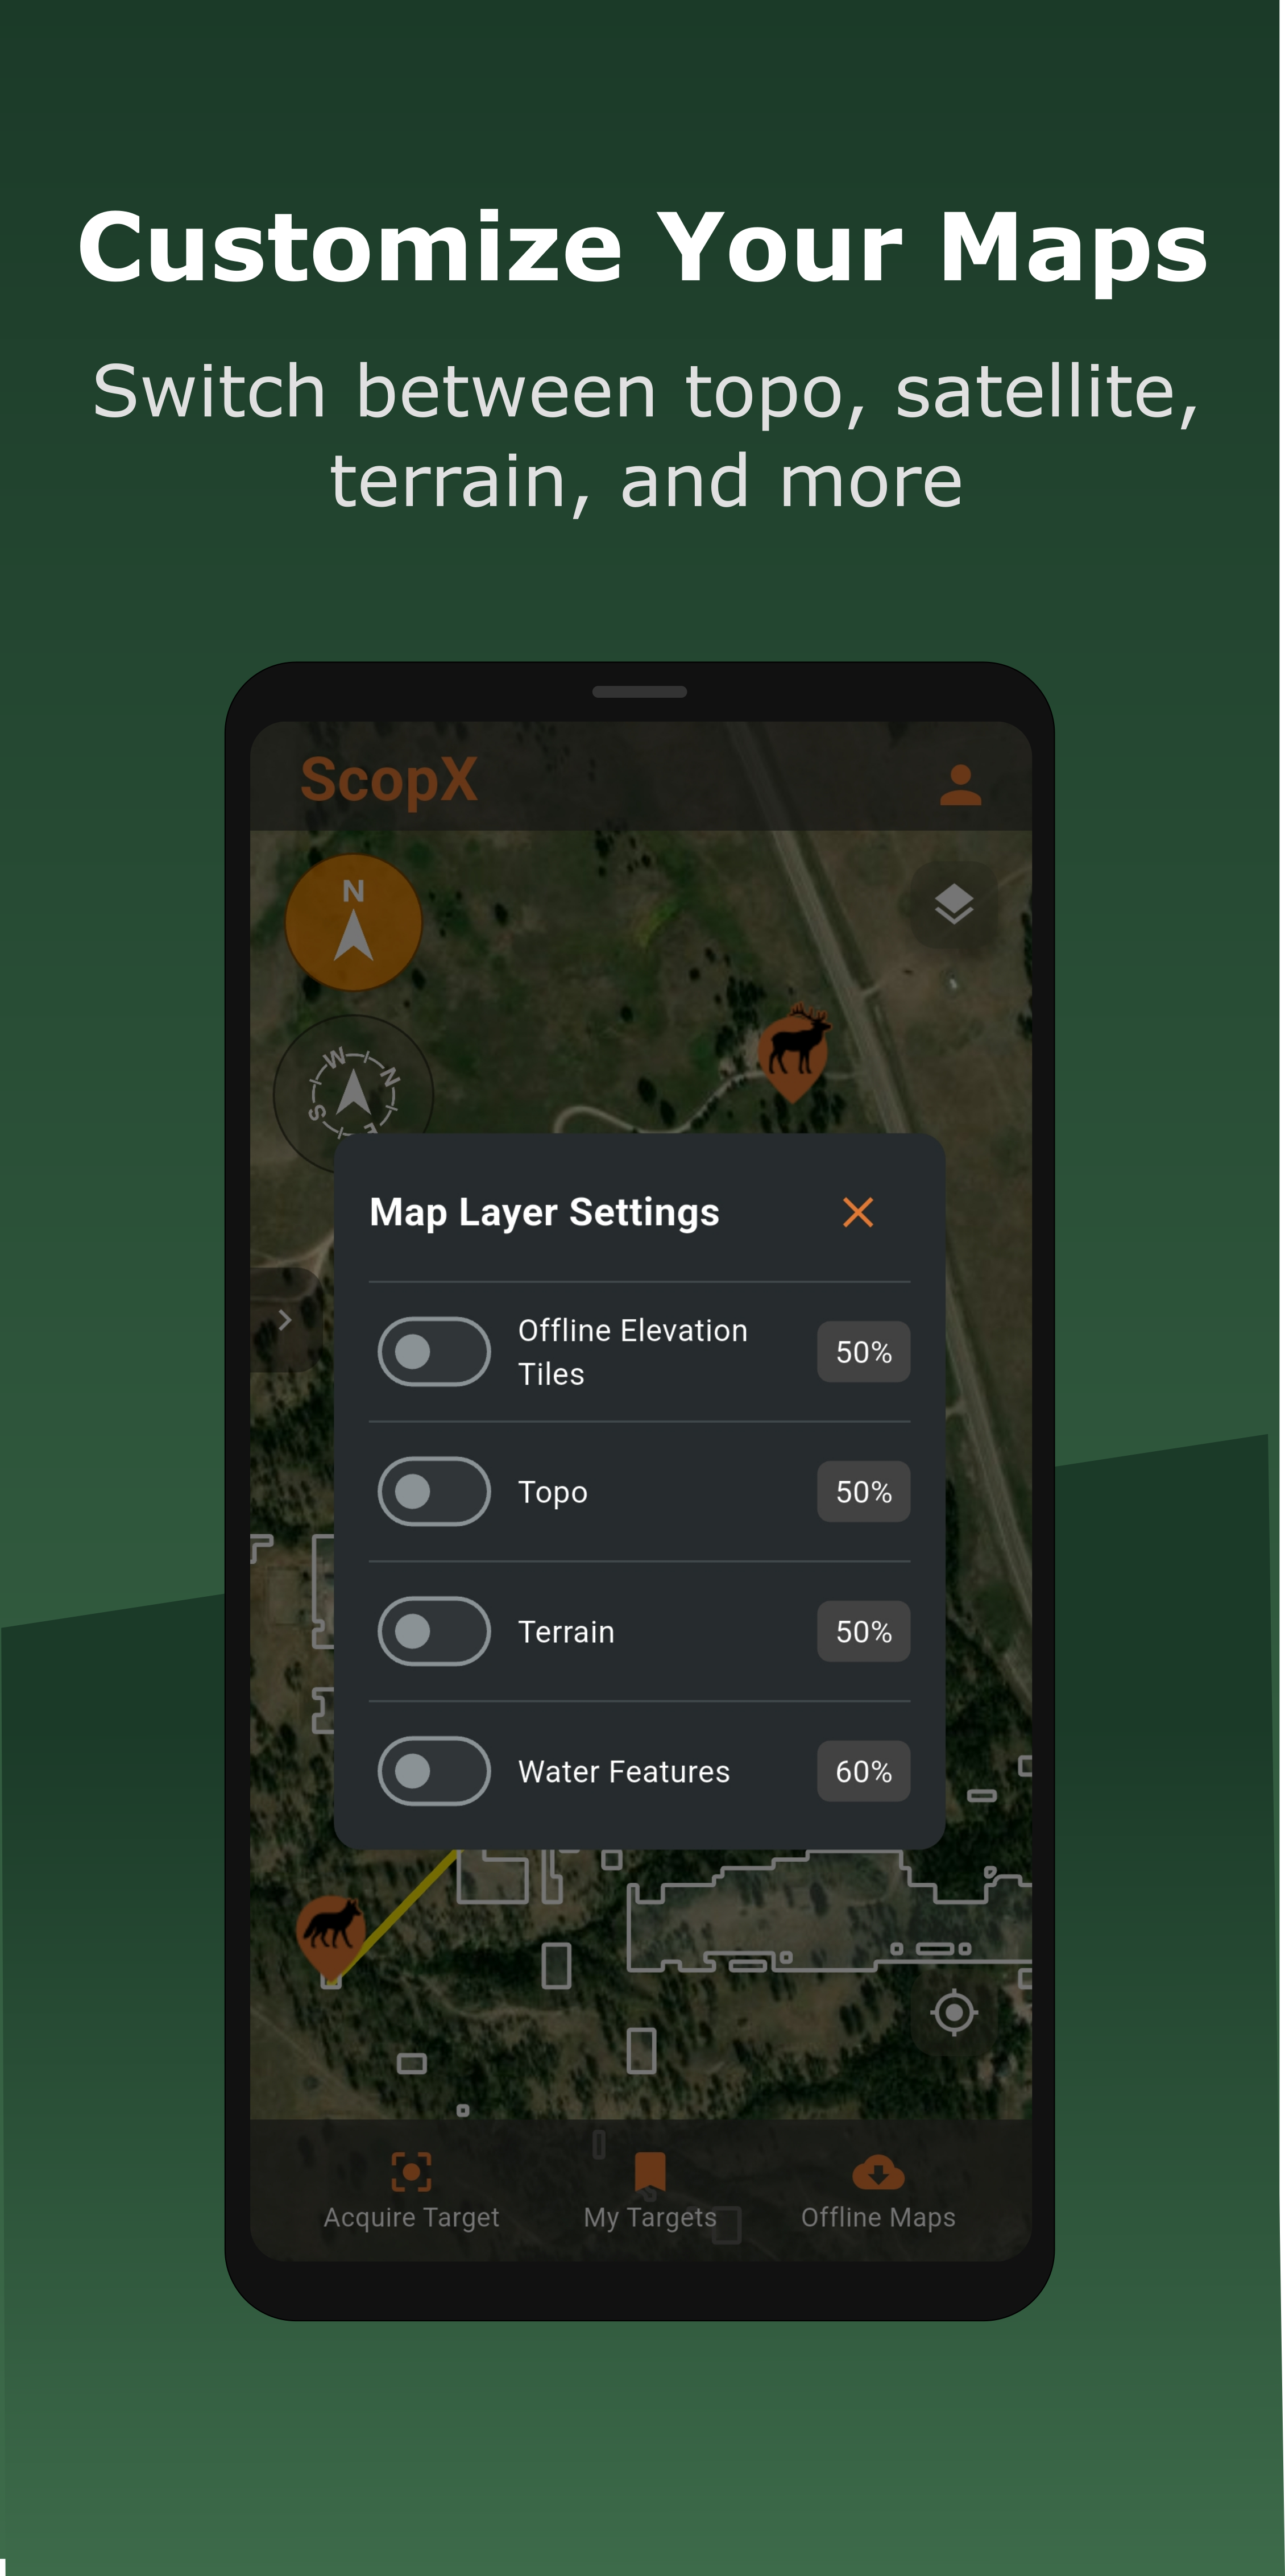 Customize Your Maps
Switch between topo, satellite,
terrain, and more
ScopX
N
W
N
S
E
Map Layer Settings
Offline Elevation
Tiles
50%
Topo
50%
Terrain
50%
Water Features
60%
Acquire Target
My Targets
Offline Maps